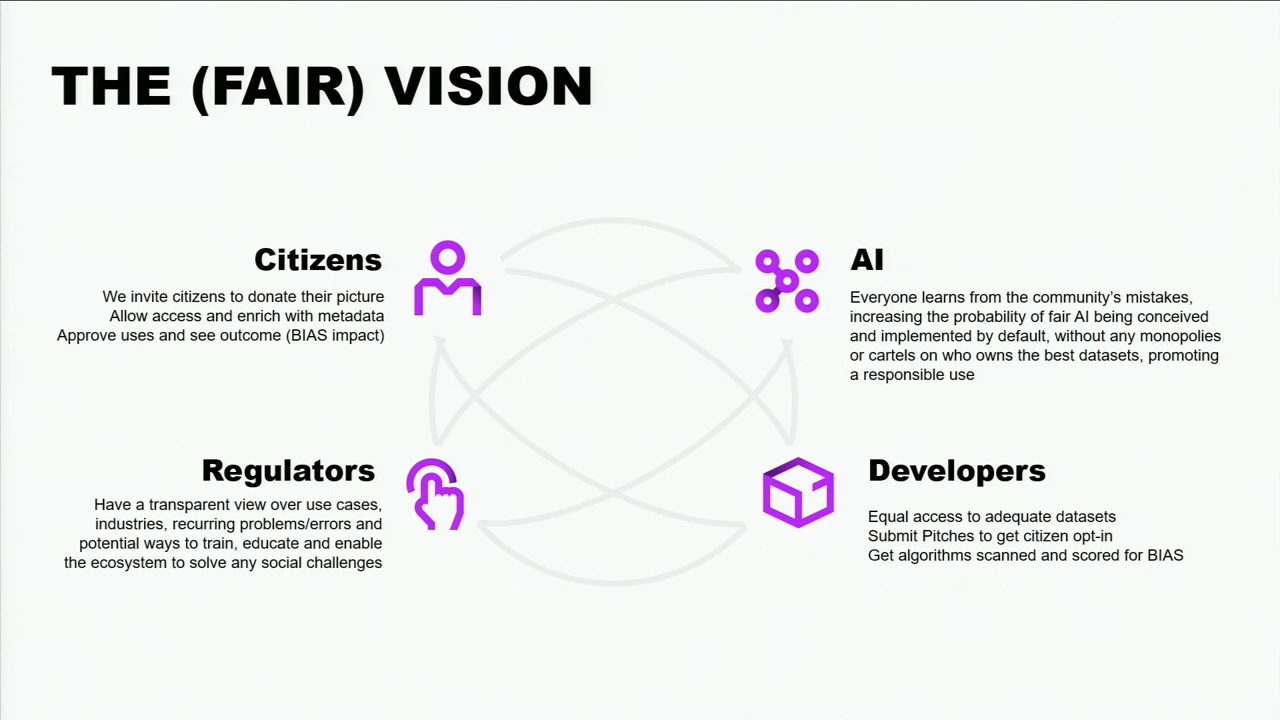 THE (FAIR) VISION
Citizens
We invite citizens to donate their picture
Allow access and enrich with metadata
Approve uses and see outcome (BIAS impact)
AI
Everyone learns from the community’s mistakes,
increasing the probability of fair AI being conceived
and implemented by default, without any monopolies
or cartels on who owns the best datasets, promoting
a responsible use
Regulators
Have a transparent view over use cases,
industries, recurring problems/errors and
potential ways to train, educate and enable
the ecosystem to solve any social challenges
Developers
Equal access to adequate datasets
Submit Pitches to get citizen opt-in
Get algorithms scanned and scored for BIAS